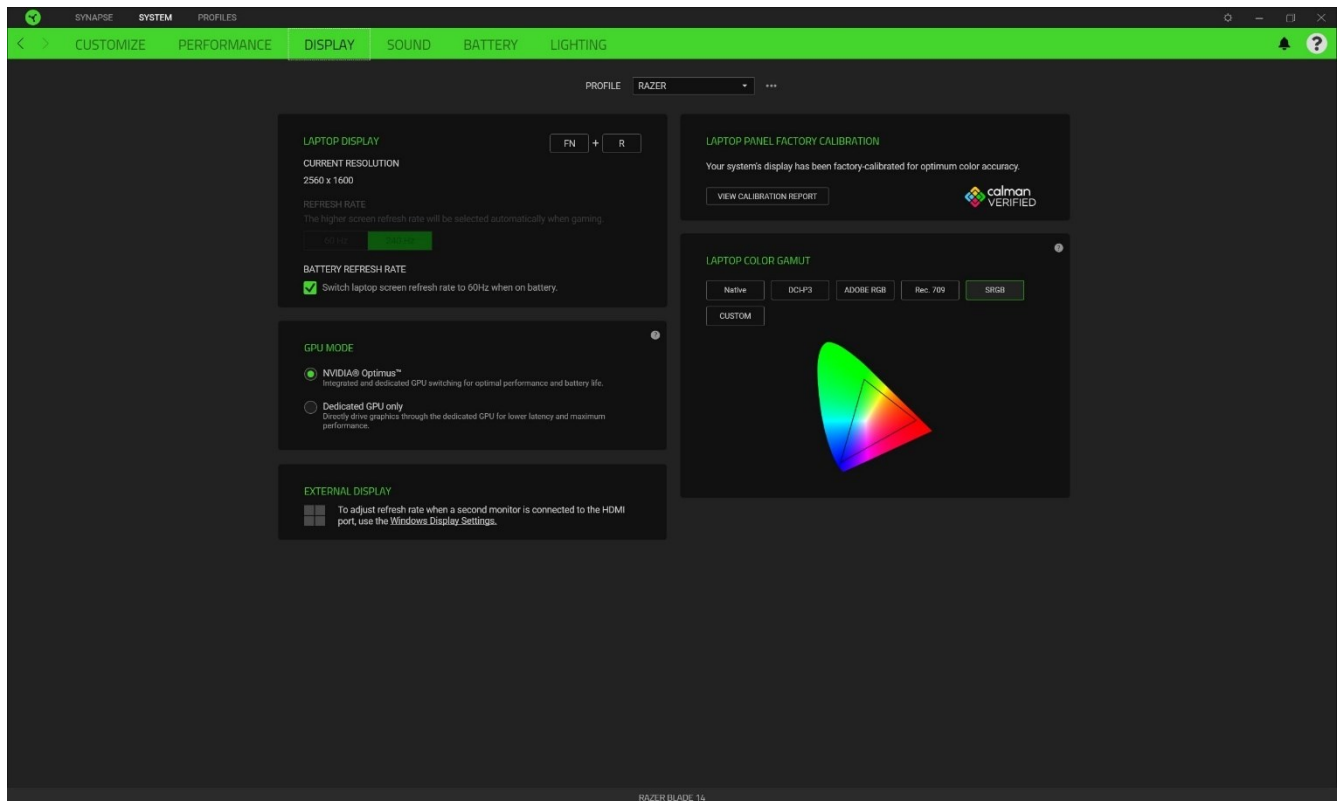 SYNAPSE SYSTEM PROFILES
CUSTOMIZE PERFORMANCE DISPLAY SOUND BATTERY LIGHTING
PROFILE RAZER
LAPTOP DISPLAY
FN + R
CURRENT RESOLUTION
2560 x 1600
REFRESH RATE
The higher screen refresh rate will be selected automatically when gaming.
60 Hz 240 Hz
BATTERY REFRESH RATE
Switch laptop screen refresh rate to 60Hz when on battery.
GPU MODE
NVIDIA® Optimus™
Integrated and dedicated GPU switching for optimal performance and battery life.
Dedicated GPU only
Directly drive graphics through the dedicated GPU for lower latency and maximum
performance.
EXTERNAL DISPLAY
To adjust refresh rate when a second monitor is connected to the HDMI
port, use the Windows Display Settings.
LAPTOP PANEL FACTORY CALIBRATION
Your system's display has been factory-calibrated for optimum color accuracy.
VIEW CALIBRATION REPORT
calman
VERIFIED
LAPTOP COLOR GAMUT
Native DCI-P3 ADOBE RGB Rec. 709 SRGB
CUSTOM
RAZER BLADE 14